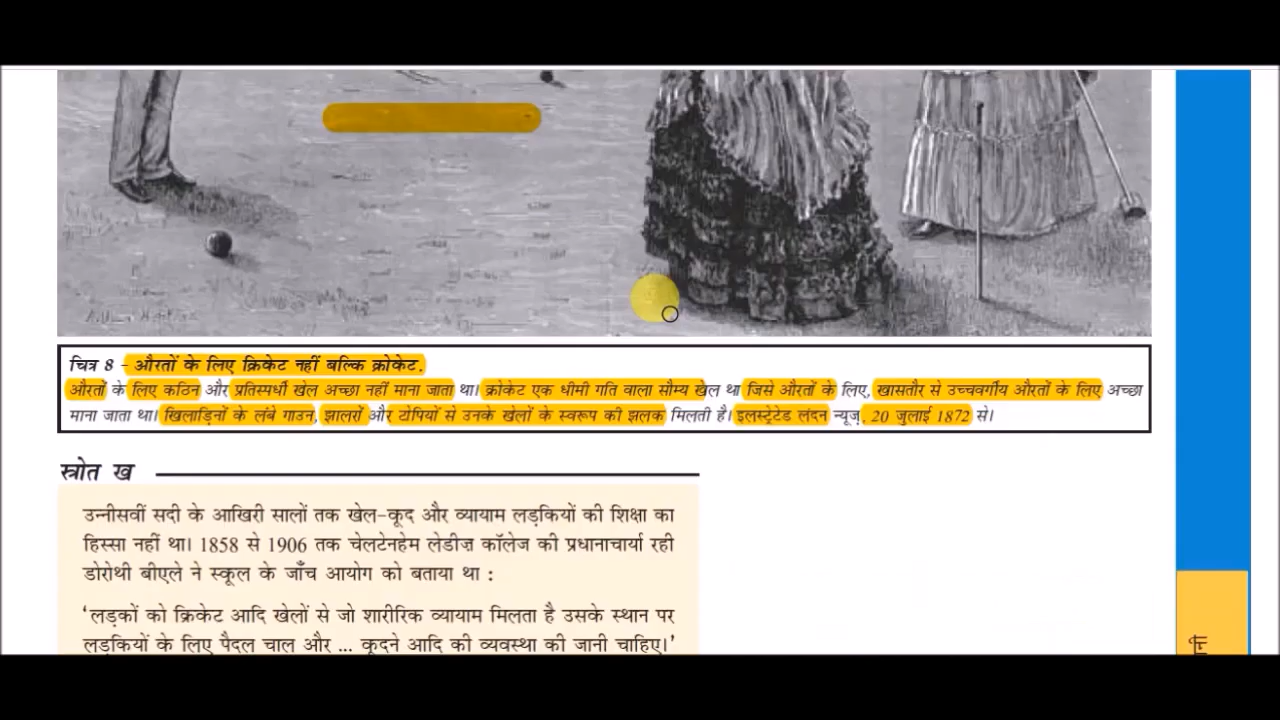 चित्र 8 – औरतों के लिए क्रिकेट नहीं बल्कि क्रोकेट.
औरतों के लिए कठिन और प्रतिस्पर्धी खेल अच्छा नहीं माना जाता था। क्रोकेट एक धीमी गति वाला सौम्य खेल था जिसे औरतों के लिए, खासतौर से उच्चवर्गीय औरतों के लिए अच्छा
माना जाता था। खिलाड़िनों के लंबे गाउन, झालरों और टोपियों से उनके खेलों के स्वरूप की झलक मिलती है। इलस्ट्रेटेड लंदन न्यूज़, 20 जुलाई 1872 से।
स्रोत ख
उन्नीसवीं सदी के आखिरी सालों तक खेल-कूद और व्यायाम लड़कियों की शिक्षा का
हिस्सा नहीं था। 1858 से 1906 तक चेलटेनहेम लेडीज़ कॉलेज की प्रधानाचार्या रही
डोरोथी बीएले ने स्कूल के जाँच आयोग को बताया था :
‘लड़कों को क्रिकेट आदि खेलों से जो शारीरिक व्यायाम मिलता है उसके स्थान पर
लड़कियों के लिए पैदल चाल और ... कूदने आदि की व्यवस्था की जानी चाहिए।’